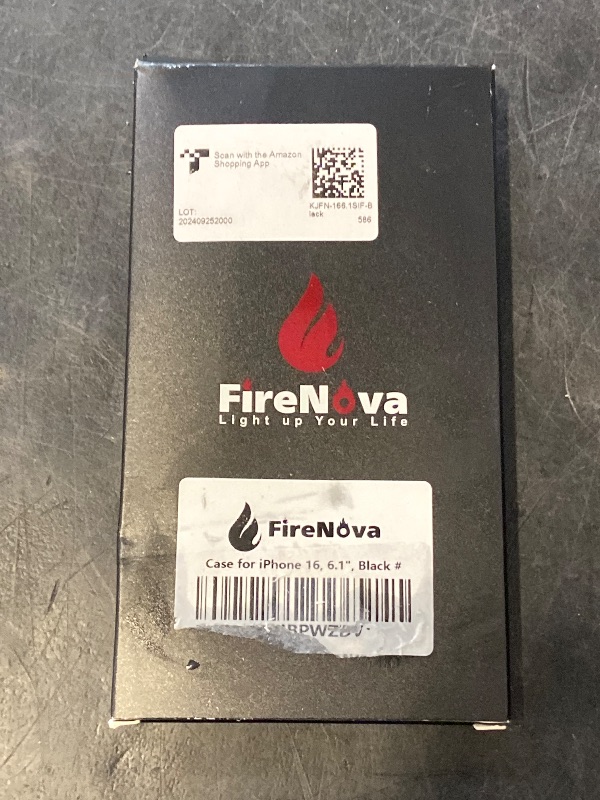 Scan with the Amazon
Shopping App
LOT:
202409252000
KJFN-166.1SIF-B
lack
586
FireNova
Light up Your Life
FireNova
Case for iPhone 16, 6.1", Black #